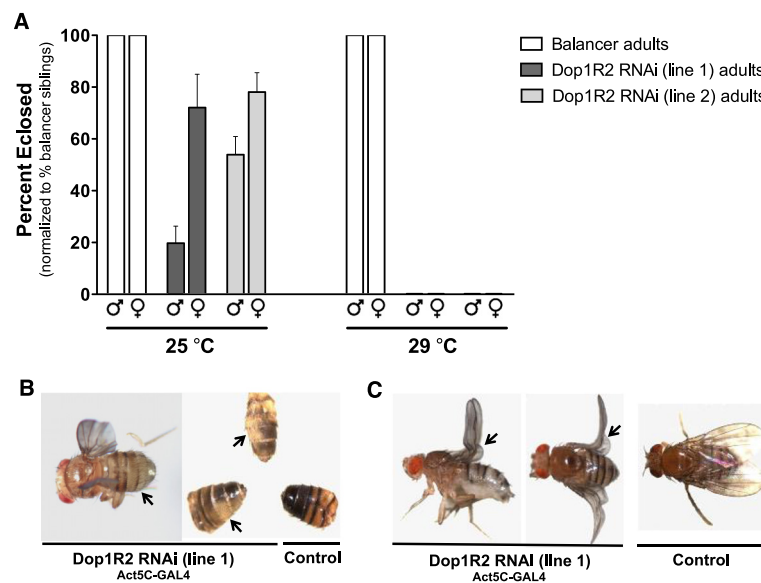 A
Percent Eclosed
(normalized to % balancer siblings)
100
80
60
40
20
0
♂ ♀ ♂ ♀ ♂ ♀ ♂ ♀ ♂ ♀ ♂ ♀
25 °C
29 °C
Balancer adults
Dop1R2 RNAi (line 1) adults
Dop1R2 RNAi (line 2) adults
B
Dop1R2 RNAi (line 1)
Act5C-GAL4
Control
C
Dop1R2 RNAI (line 1)
Act5C-GAL4
Control